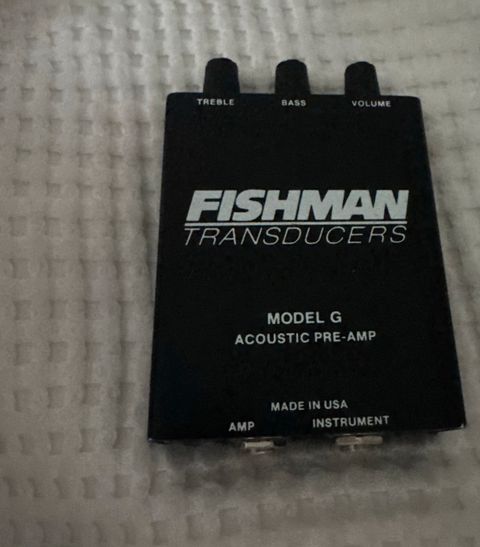 TREBLE BASS VOLUME
FISHMAN
TRANSDUCERS
MODEL G
ACOUSTIC PRE-AMP
MADE IN USA
AMP INSTRUMENT